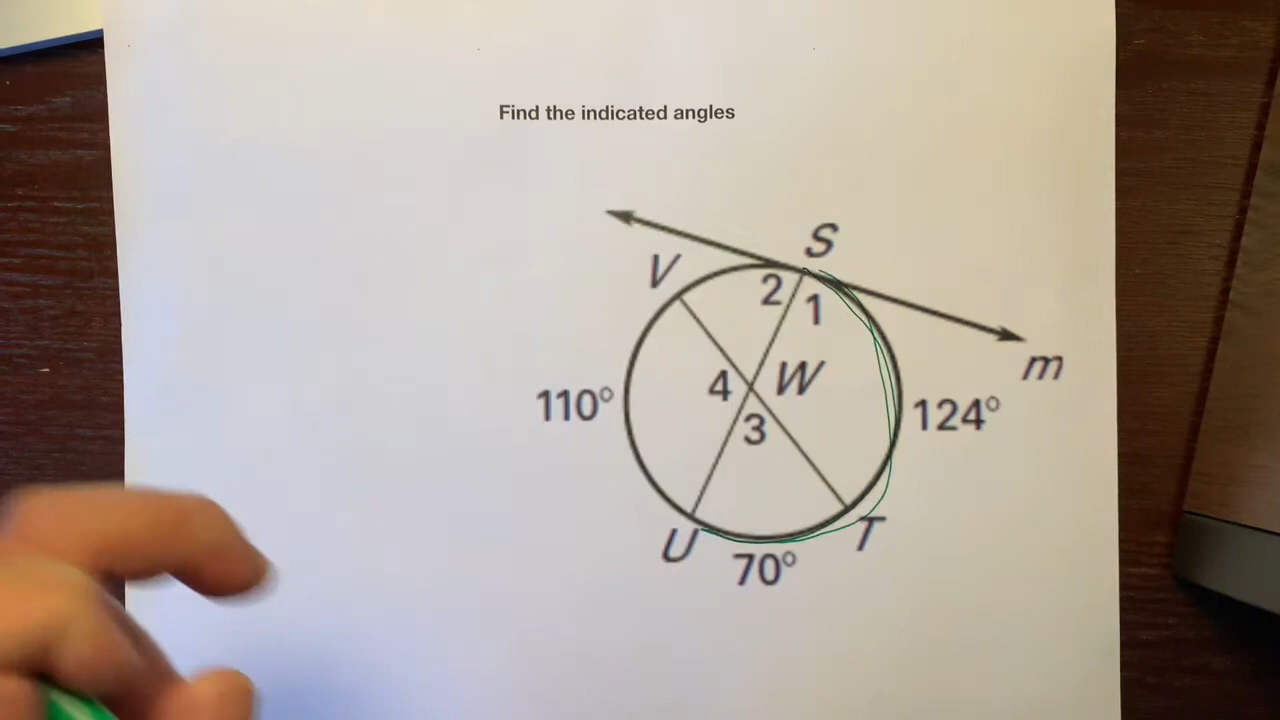 Find the indicated angles
S
V
2
1
m
4
W
110°
124°
3
U
T
70°